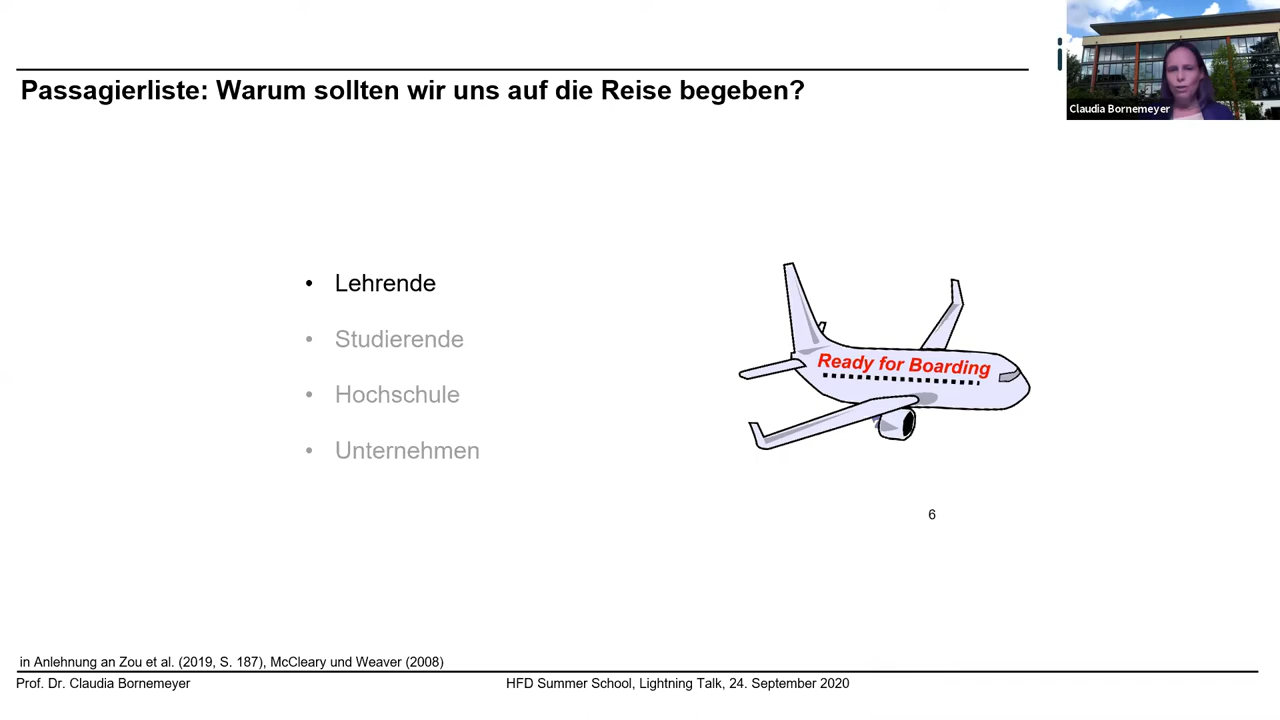 Passagierliste: Warum sollten wir uns auf die Reise begeben?
Claudia Bornemeyer
• Lehrende
• Studierende
• Hochschule
• Unternehmen
Ready for Boarding
6
in Anlehnung an Zou et al. (2019, S. 187), McCleary und Weaver (2008)
Prof. Dr. Claudia Bornemeyer
HFD Summer School, Lightning Talk, 24. September 2020